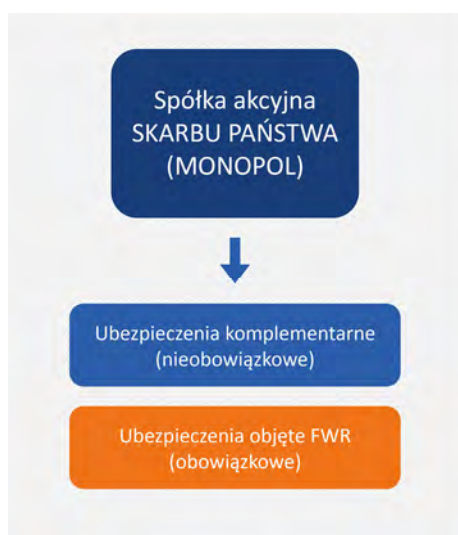 Spółka akcyjna
SKARBU PAŃSTWA
(MONOPOL)
Ubezpieczenia komplementarne
(nieobowiązkowe)
Ubezpieczenia objęte FWR
(obowiązkowe)